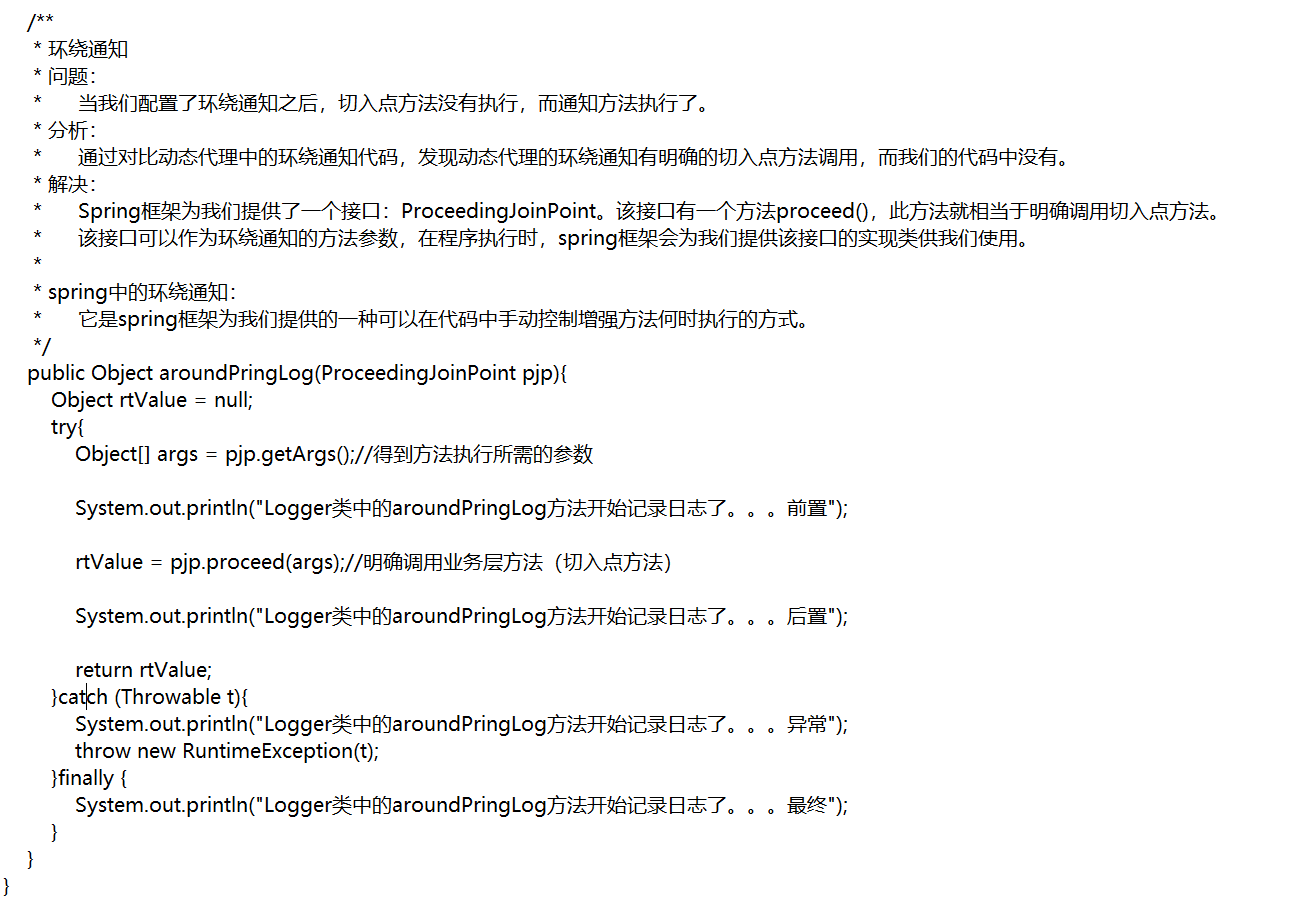 /**
* 环绕通知
* 问题：
* 当我们配置了环绕通知之后，切入点方法没有执行，而通知方法执行了。
* 分析：
* 通过对比动态代理中的环绕通知代码，发现动态代理的环绕通知有明确的切入点方法调用，而我们的代码中没有。
* 解决：
* Spring框架为我们提供了一个接口：ProceedingJoinPoint。该接口有一个方法proceed()，此方法就相当于明确调用切入点方法。
* 该接口可以作为环绕通知的方法参数，在程序执行时，spring框架会为我们提供该接口的实现类供我们使用。
*
* spring中的环绕通知：
* 它是spring框架为我们提供的一种可以在代码中手动控制增强方法何时执行的方式。
*/
public Object aroundPringLog(ProceedingJoinPoint pjp){
Object rtValue = null;
try{
Object[] args = pjp.getArgs();//得到方法执行所需的参数
System.out.println("Logger类中的aroundPringLog方法开始记录日志了。。。前置");
rtValue = pjp.proceed(args);//明确调用业务层方法（切入点方法）
System.out.println("Logger类中的aroundPringLog方法开始记录日志了。。。后置");
return rtValue;
}catch (Throwable t){
System.out.println("Logger类中的aroundPringLog方法开始记录日志了。。。异常");
throw new RuntimeException(t);
}finally {
System.out.println("Logger类中的aroundPringLog方法开始记录日志了。。。最终");
}
}
}